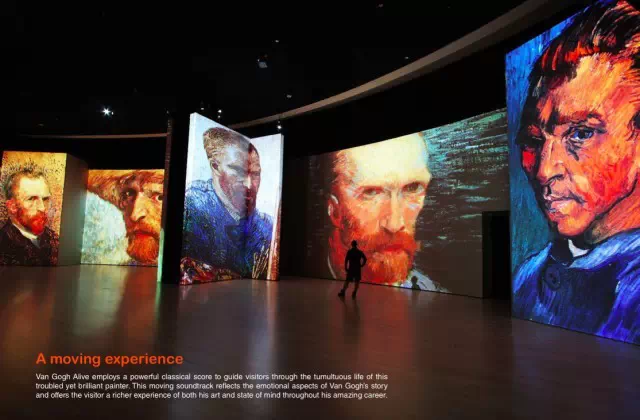 A moving experience
Van Gogh Alive employs a powerful classical score to guide visitors through the tumultuous life of this
troubled yet brilliant painter. This moving soundtrack reflects the emotional aspects of Van Gogh's story
and offers the visitor a richer experience of both his art and state of mind throughout his amazing career.